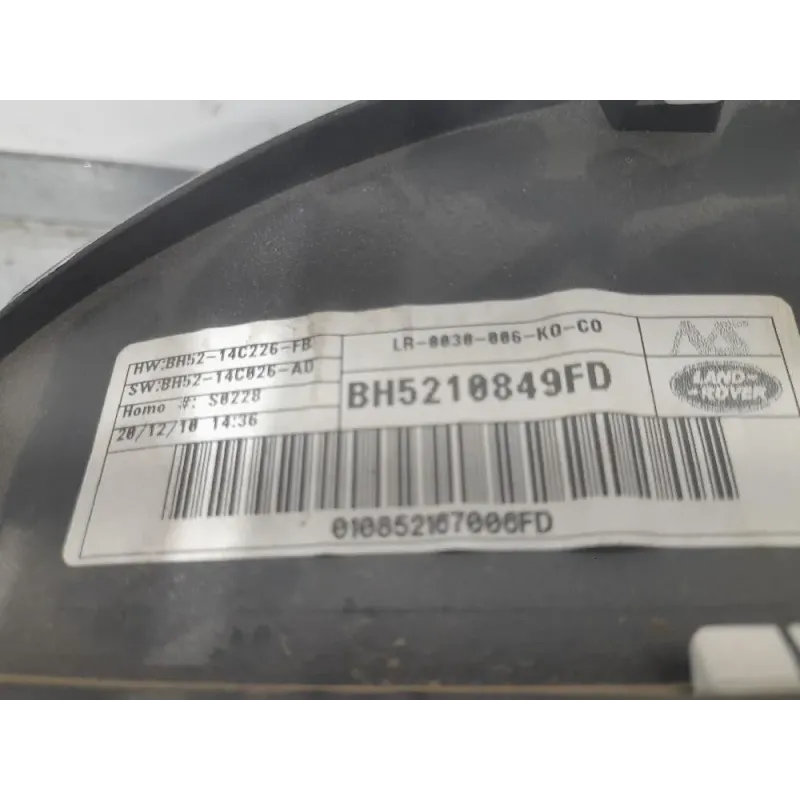 HW:BH52-14C226-FB
SW:BH52-14C026-AD
Homo #: S0228
20/12/10 14:36
LR-0030-006-KO-CO
BH5210849FD
LAND ROVER
010852167006FD